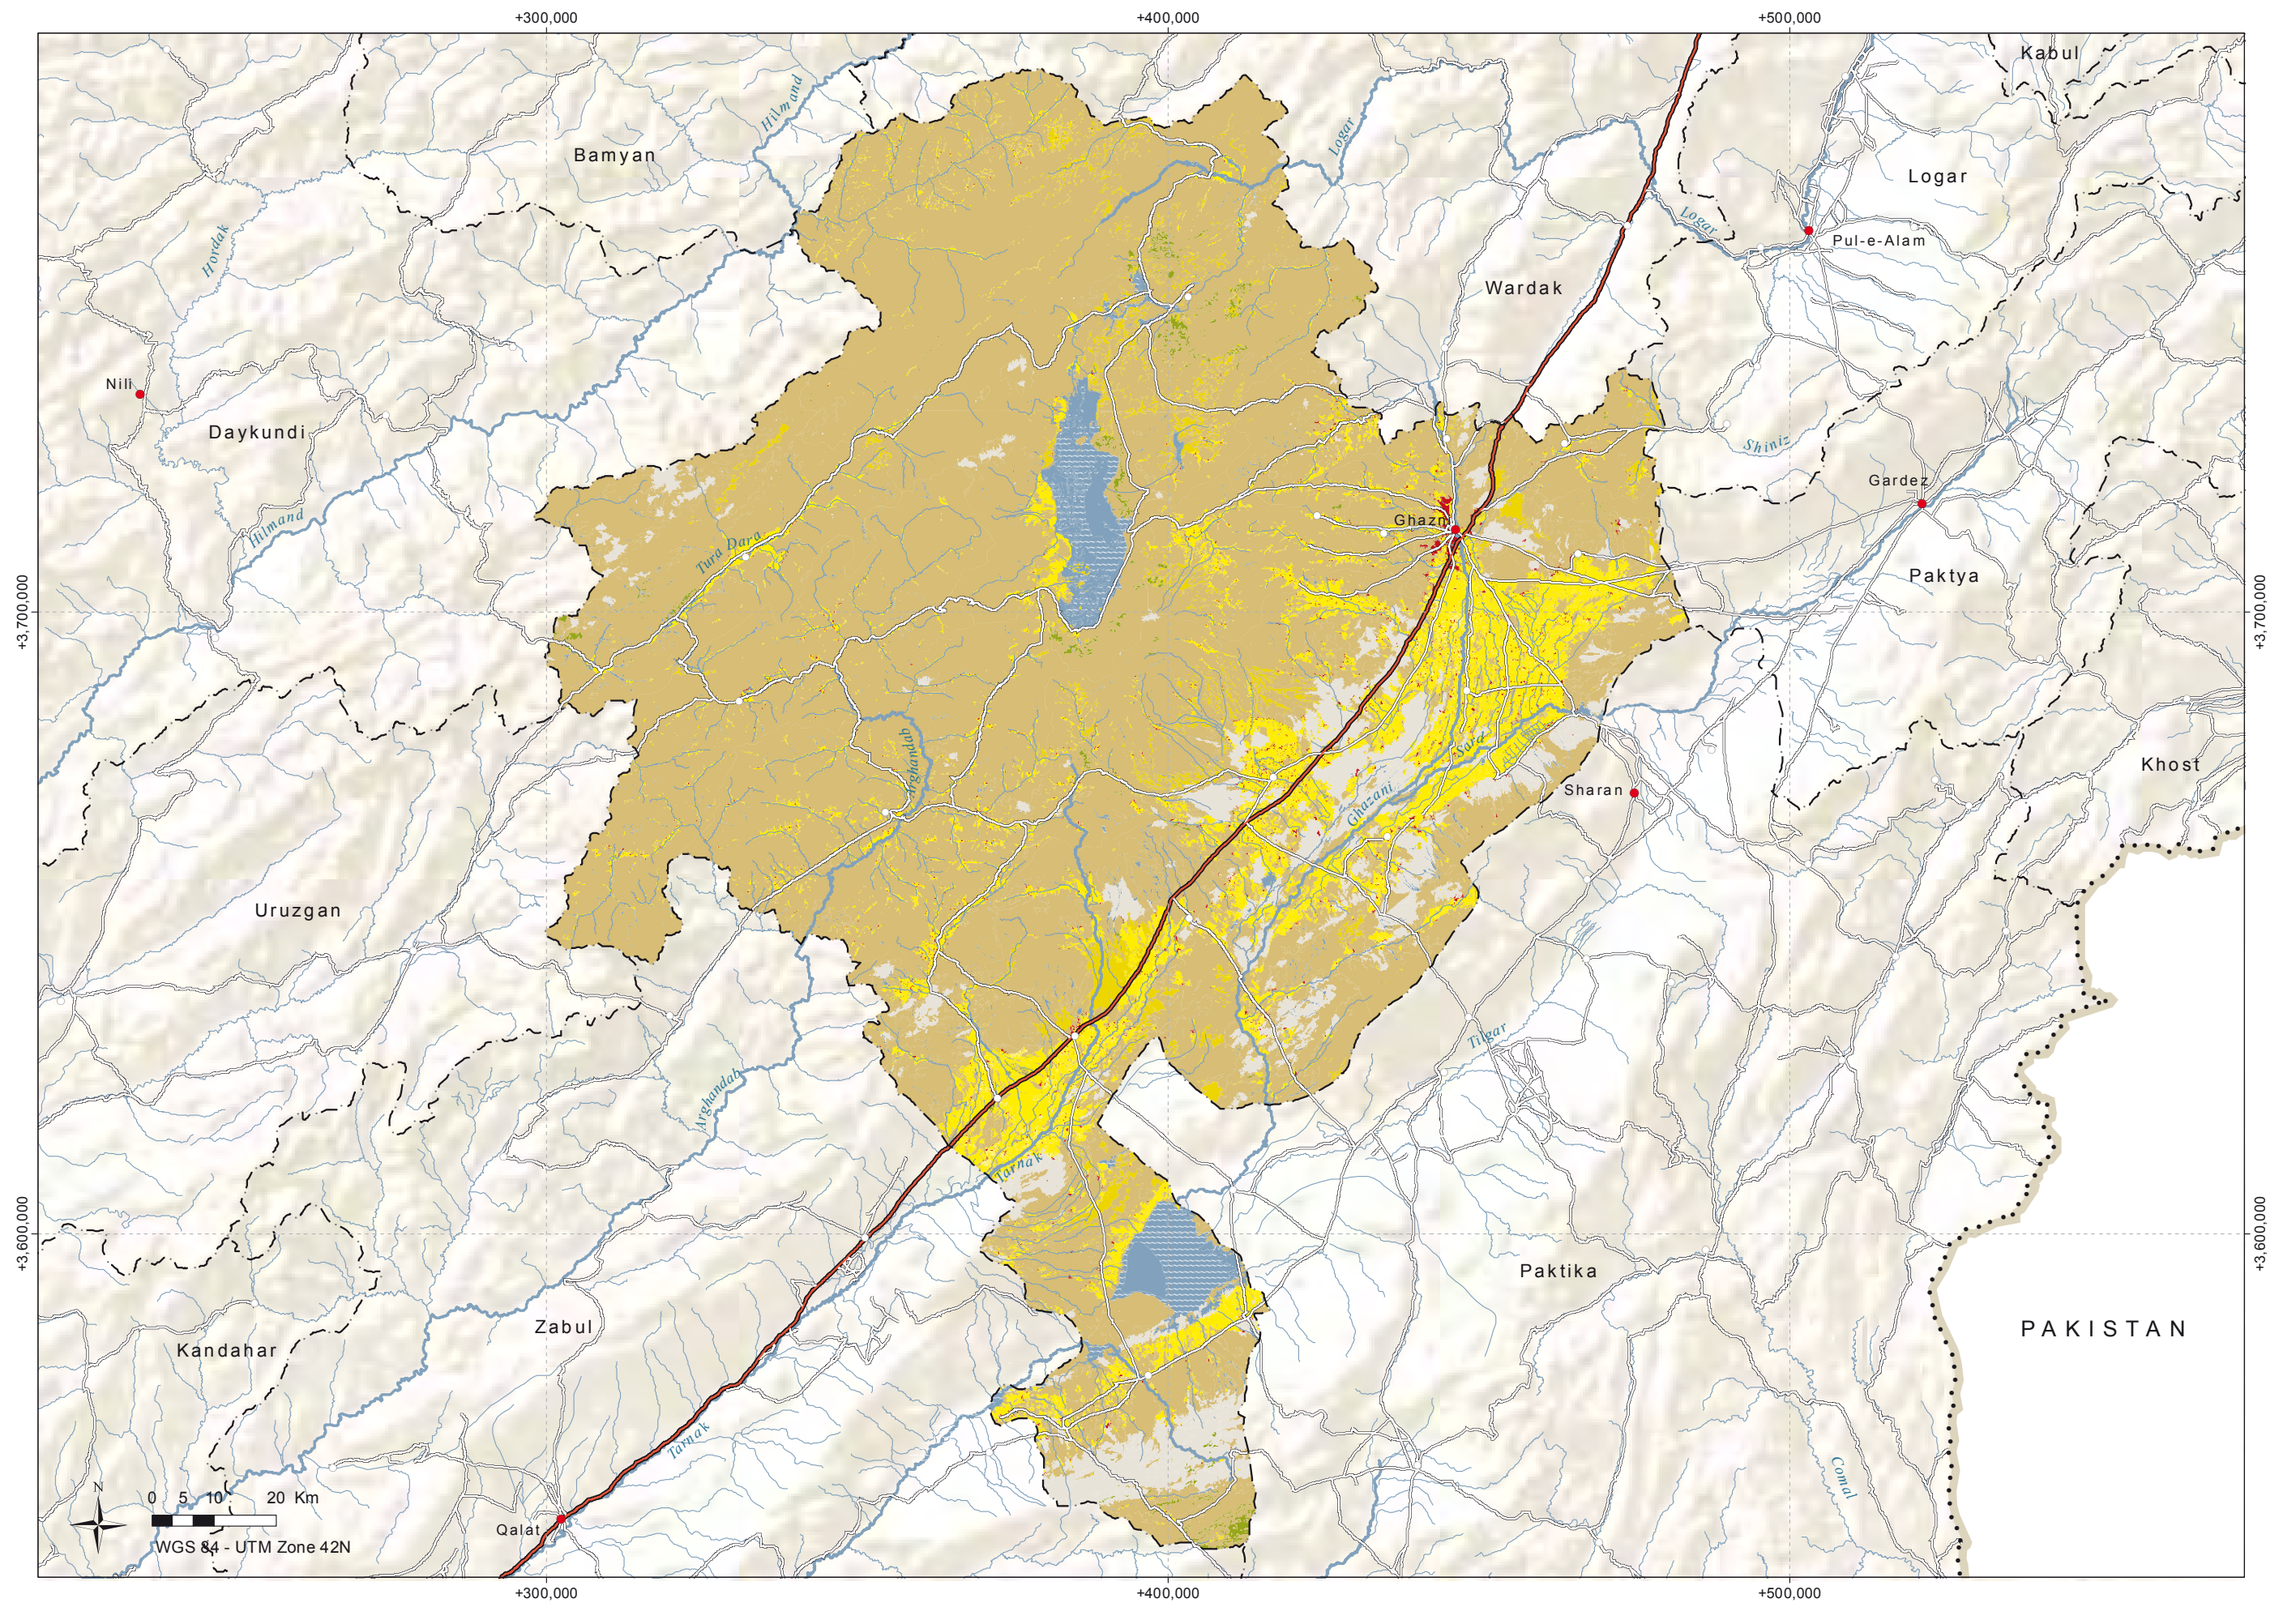 +300,000
+400,000
+500,000
Kabul
Hilmand
Logar
Bamyan
Logar
Logar
Hordak
Pul-e-Alam
Wardak
Nili
Daykundi
Shiniz
Gardez
Hilmand
Ghazni
Tura Dara
Paktya
+3,700,000
+3,700,000
Arghandab
Sard
Khost
Ghazani
Sharan
Uruzgan
Tilgar
Arghandab
Tarnak
+3,600,000
+3,600,000
Paktika
Zabul
PAKISTAN
Kandahar
Tarnak
Comal
N
0 5 10 20 Km
Qalat
WGS 84 - UTM Zone 42N
+300,000
+400,000
+500,000